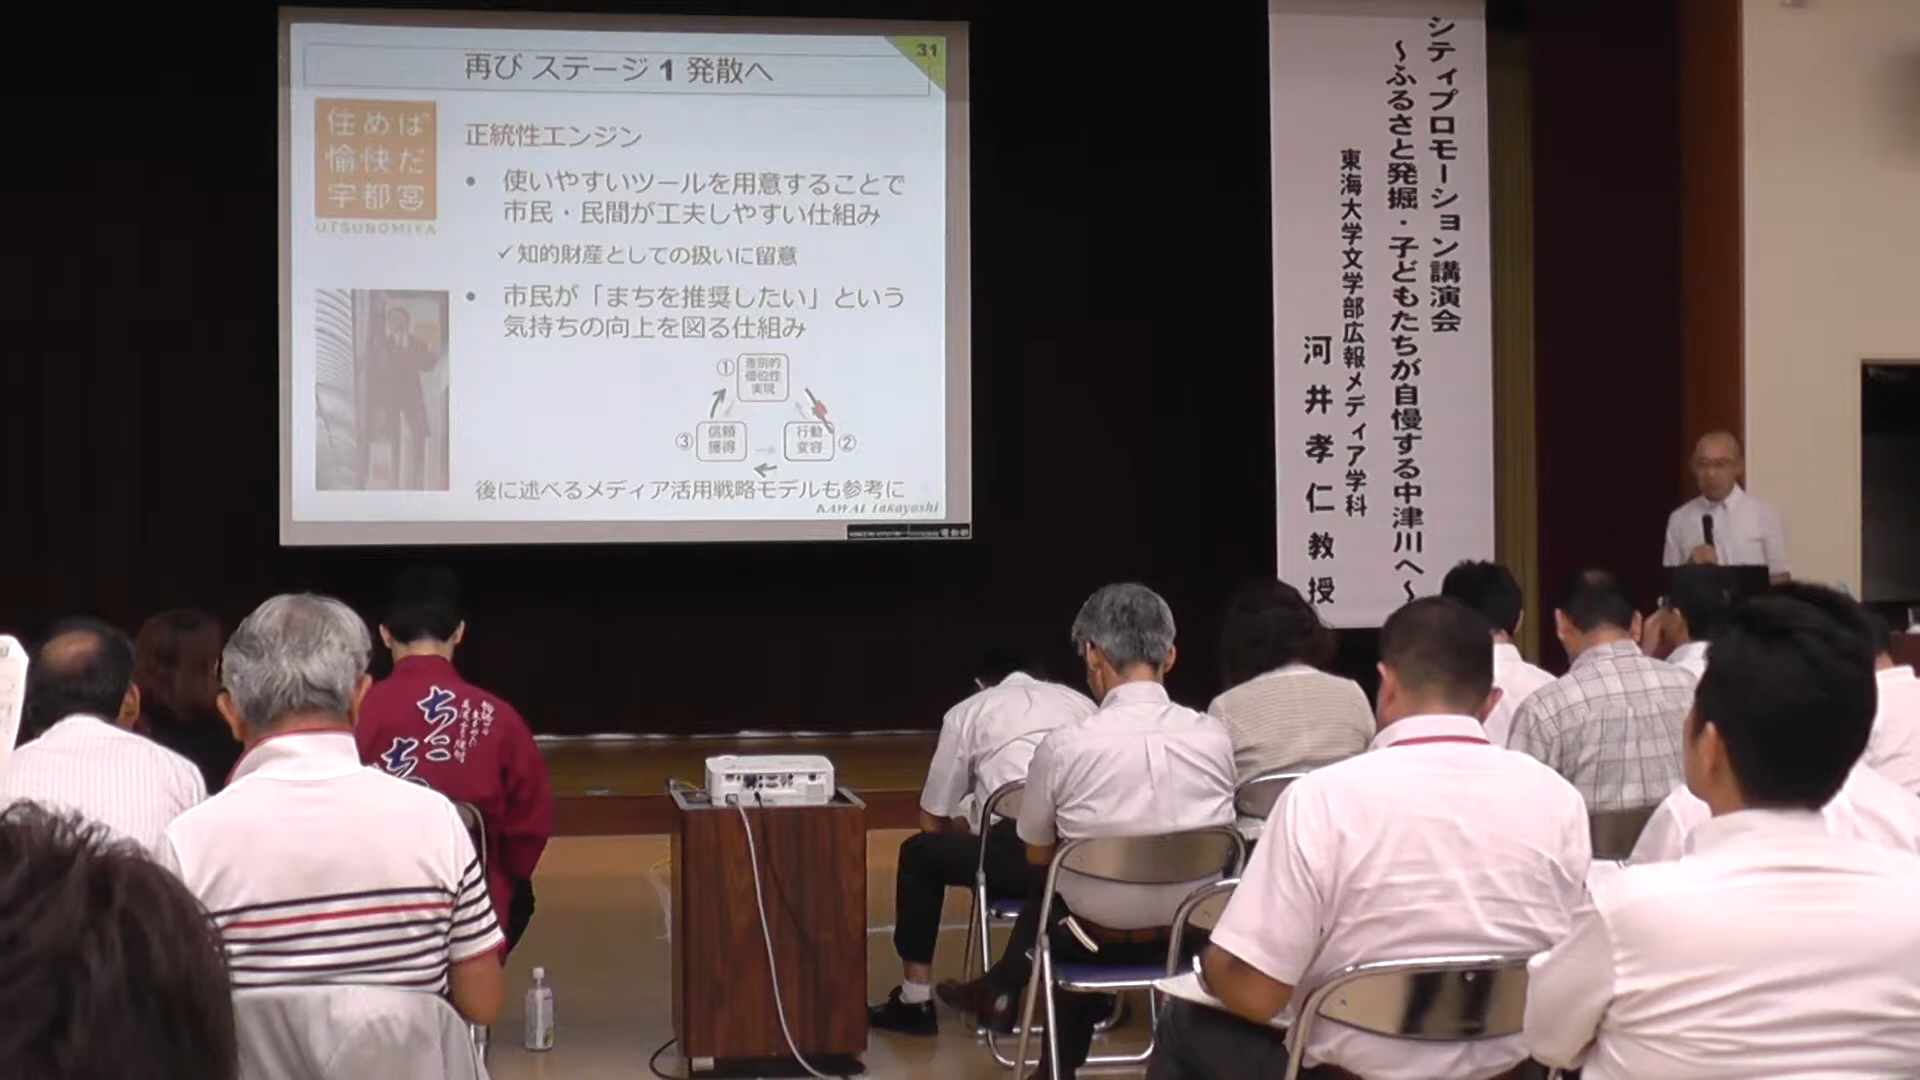 31
再び ステージ 1 発散へ
住めば
愉快だ
宇都宮
UTSUNOMIYA
正統性エンジン
• 使いやすいツールを用意することで
市民・民間が工夫しやすい仕組み
✓ 知的財産としての扱いに留意
• 市民が「まちを推奨したい」という
気持ちの向上を図る仕組み
① 差別的
優位性
実現
③ 信頼
獲得
行動
変容 ②
後に述べるメディア活用戦略モデルも参考に
KAWAI Takayoshi
シティプロモーション講演会
～ふるさと発掘・子どもたちが自慢する中津川へ～
東海大学文学部広報メディア学科
河井孝仁教授
ちこ